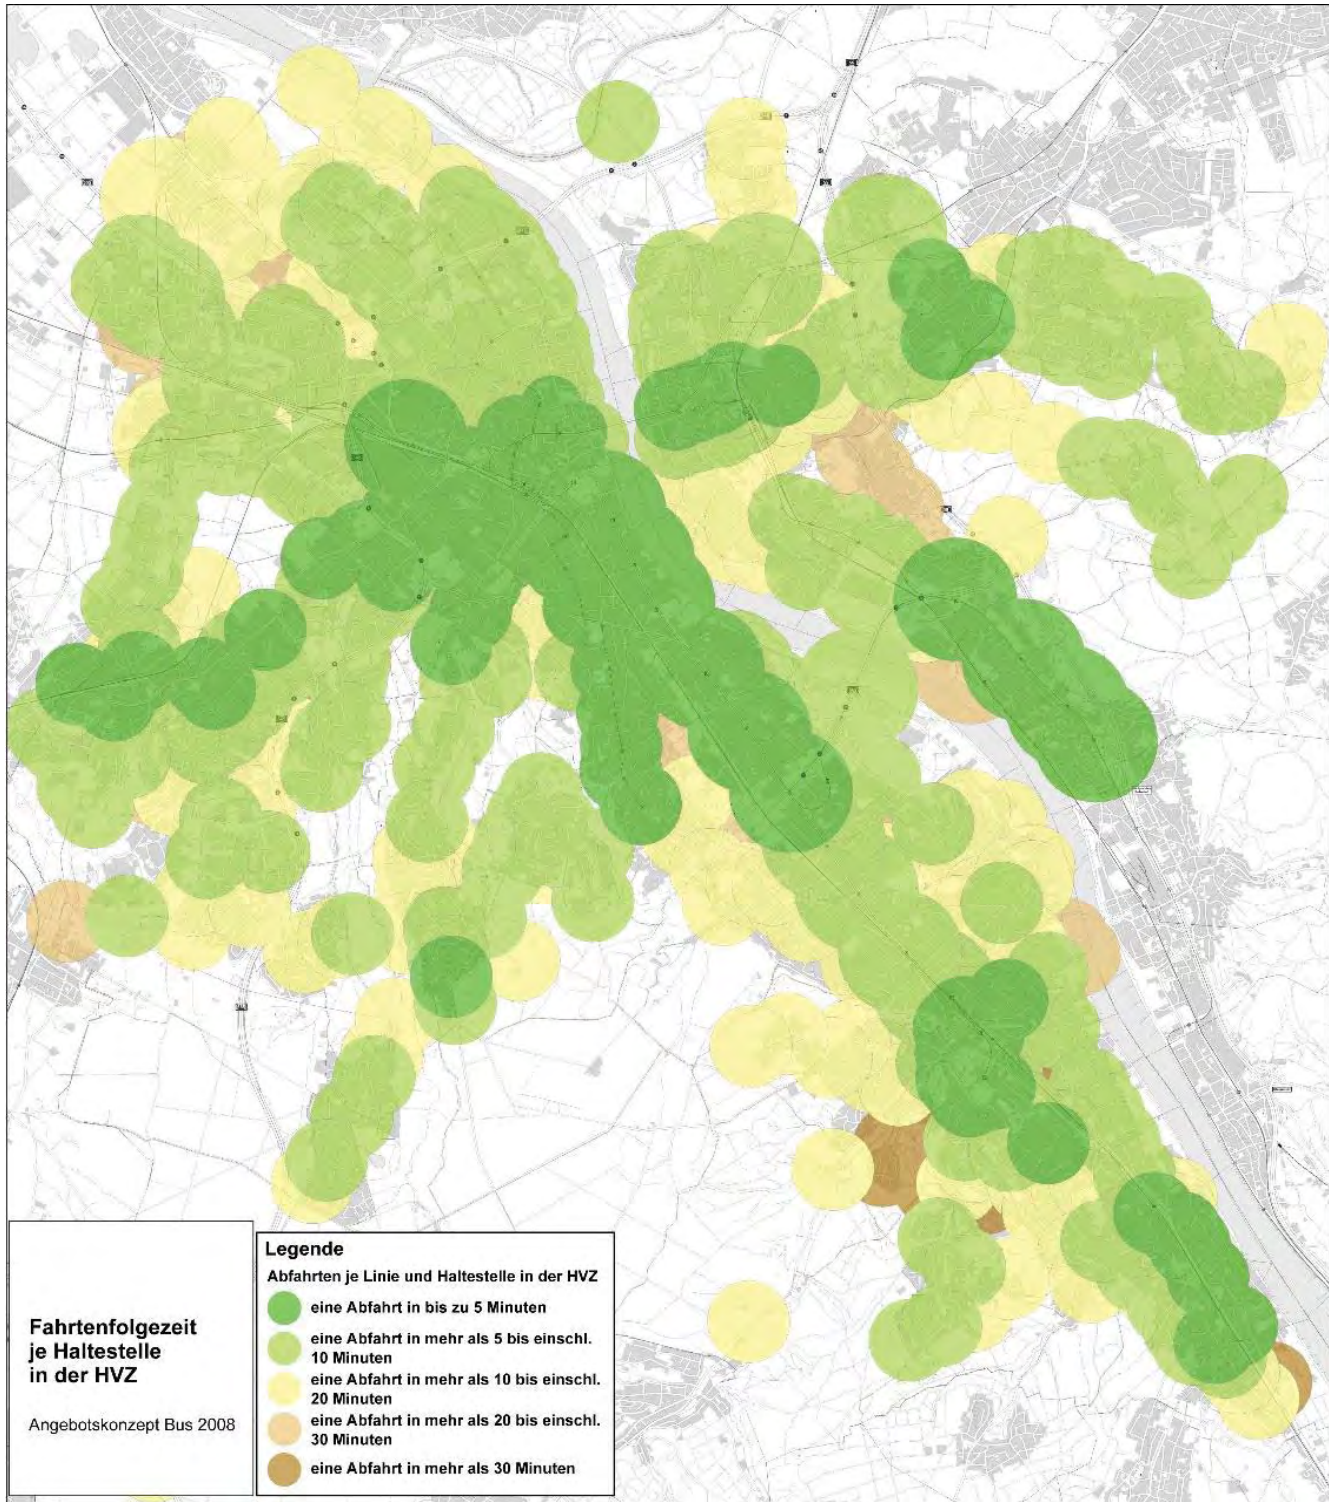 Fahrtenfolgezeit
je Haltestelle
in der HVZ
Angebotskonzept Bus 2008
Legende
Abfahrten je Linie und Haltestelle in der HVZ
eine Abfahrt in bis zu 5 Minuten
eine Abfahrt in mehr als 5 bis einschl.
10 Minuten
eine Abfahrt in mehr als 10 bis einschl.
20 Minuten
eine Abfahrt in mehr als 20 bis einschl.
30 Minuten
eine Abfahrt in mehr als 30 Minuten